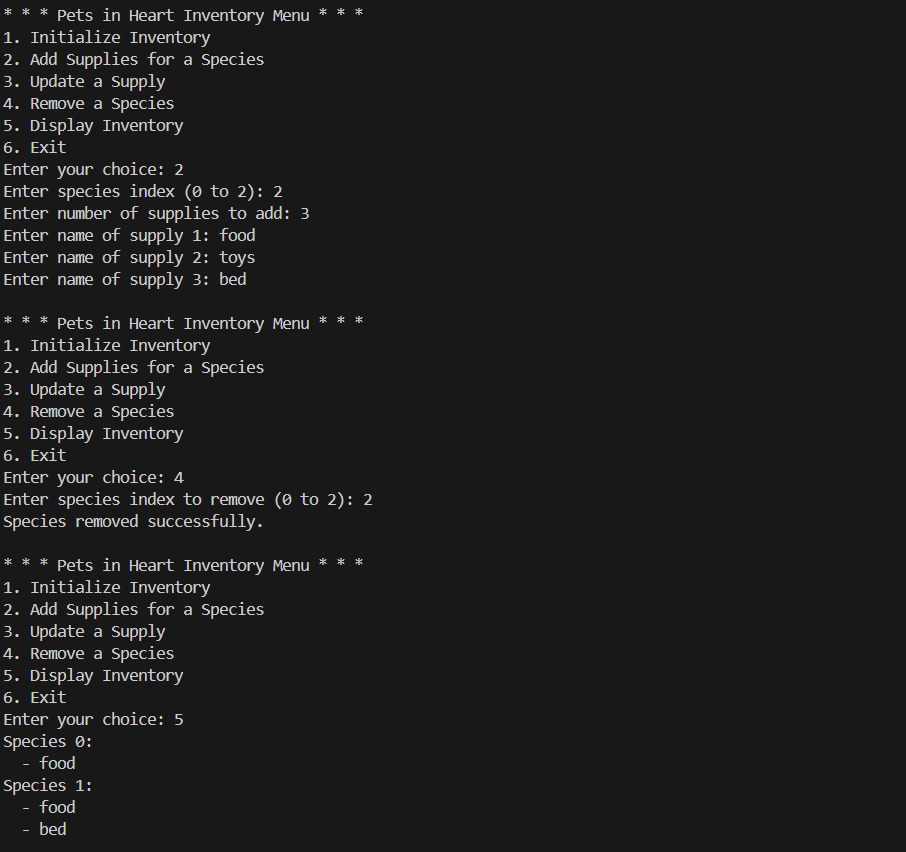 * * * Pets in Heart Inventory Menu * * *
1. Initialize Inventory
2. Add Supplies for a Species
3. Update a Supply
4. Remove a Species
5. Display Inventory
6. Exit
Enter your choice: 2
Enter species index (0 to 2): 2
Enter number of supplies to add: 3
Enter name of supply 1: food
Enter name of supply 2: toys
Enter name of supply 3: bed

* * * Pets in Heart Inventory Menu * * *
1. Initialize Inventory
2. Add Supplies for a Species
3. Update a Supply
4. Remove a Species
5. Display Inventory
6. Exit
Enter your choice: 4
Enter species index to remove (0 to 2): 2
Species removed successfully.

* * * Pets in Heart Inventory Menu * * *
1. Initialize Inventory
2. Add Supplies for a Species
3. Update a Supply
4. Remove a Species
5. Display Inventory
6. Exit
Enter your choice: 5
Species 0:
  - food
Species 1:
  - food
  - bed